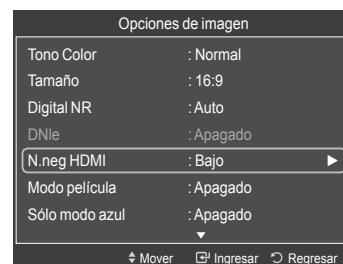 Opciones de imagen
Tono Color : Normal
Tamaño : 16:9
Digital NR : Auto
DNIe : Apagado
N.neg HDMI : Bajo
Modo película : Apagado
Sólo modo azul : Apagado
Mover Ingresar Regresar